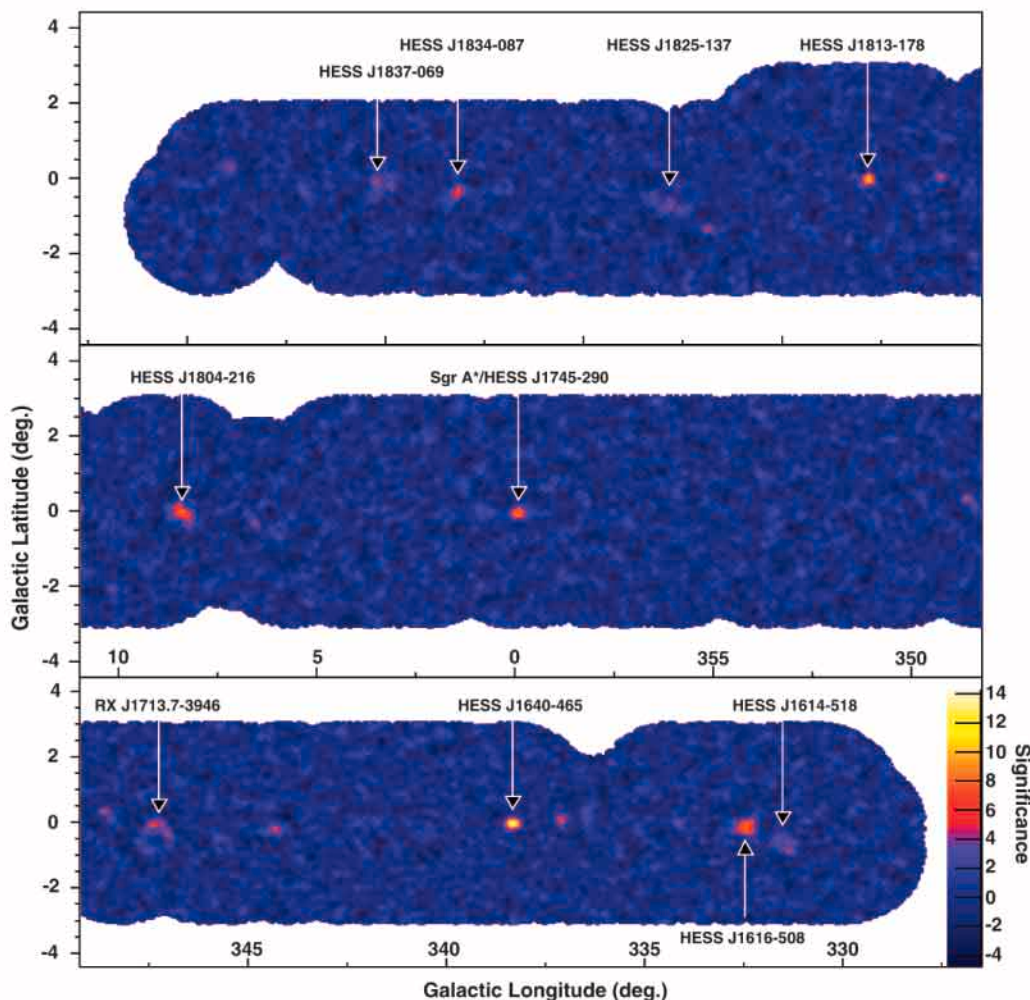 4
2
0
-2
-4
HESS J1834-087
HESS J1825-137
HESS J1813-178
HESS J1837-069
4
2
0
-2
-4
HESS J1804-216
Sgr A*/HESS J1745-290
10
5
0
355
350
Galactic Latitude (deg.)
4
2
0
-2
-4
RX J1713.7-3946
HESS J1640-465
HESS J1614-518
HESS J1616-508
345
340
335
330
14
12
10
8
6
4
2
0
-2
-4
Significance
Galactic Longitude (deg.)